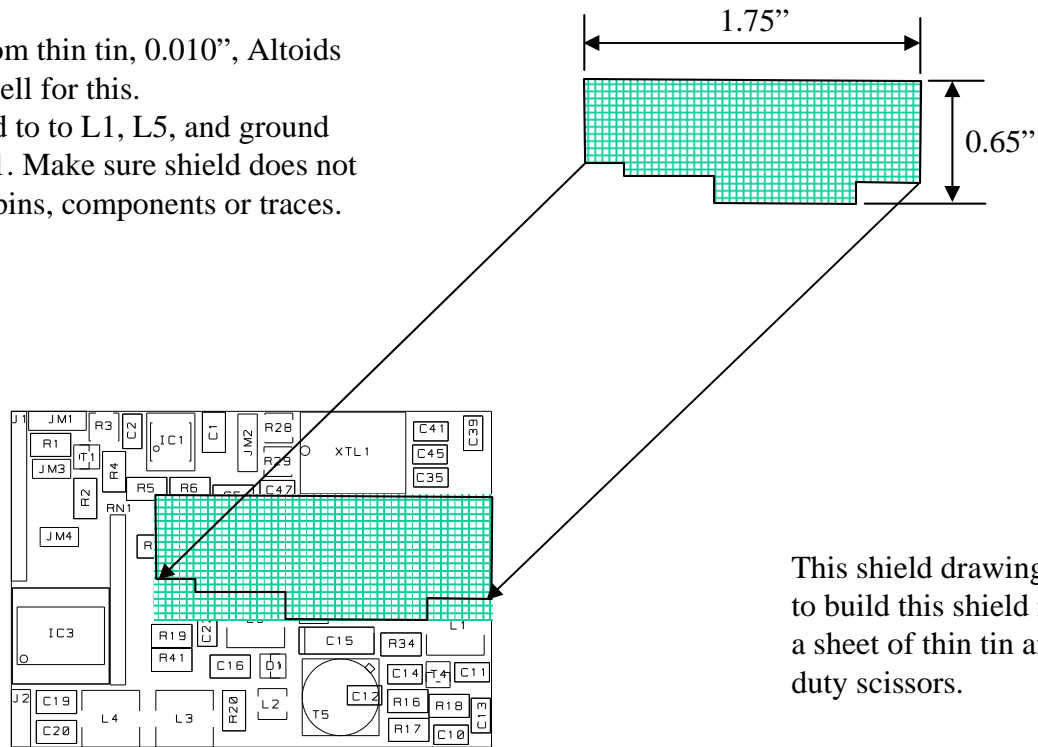 om thin tin, 0.010”, Altoids
ell for this.
d to to L1, L5, and ground
1. Make sure shield does not
pins, components or traces.
1.75”
0.65”
J1
JM1
R3
C2
IC1
C1
JM2
R28
XTL1
C41
C39
R1
T1
R29
C45
JM3
R4
C35
R2
R5
R6
C47
RN1
JM4
R
IC3
R19
C2
C15
R34
L1
R41
C16
D1
C14
T4
C11
J2
C19
L4
L3
R20
L2
T5
C12
R16
R18
C13
C20
R17
C10
This shield drawing
to build this shield
a sheet of thin tin a
duty scissors.